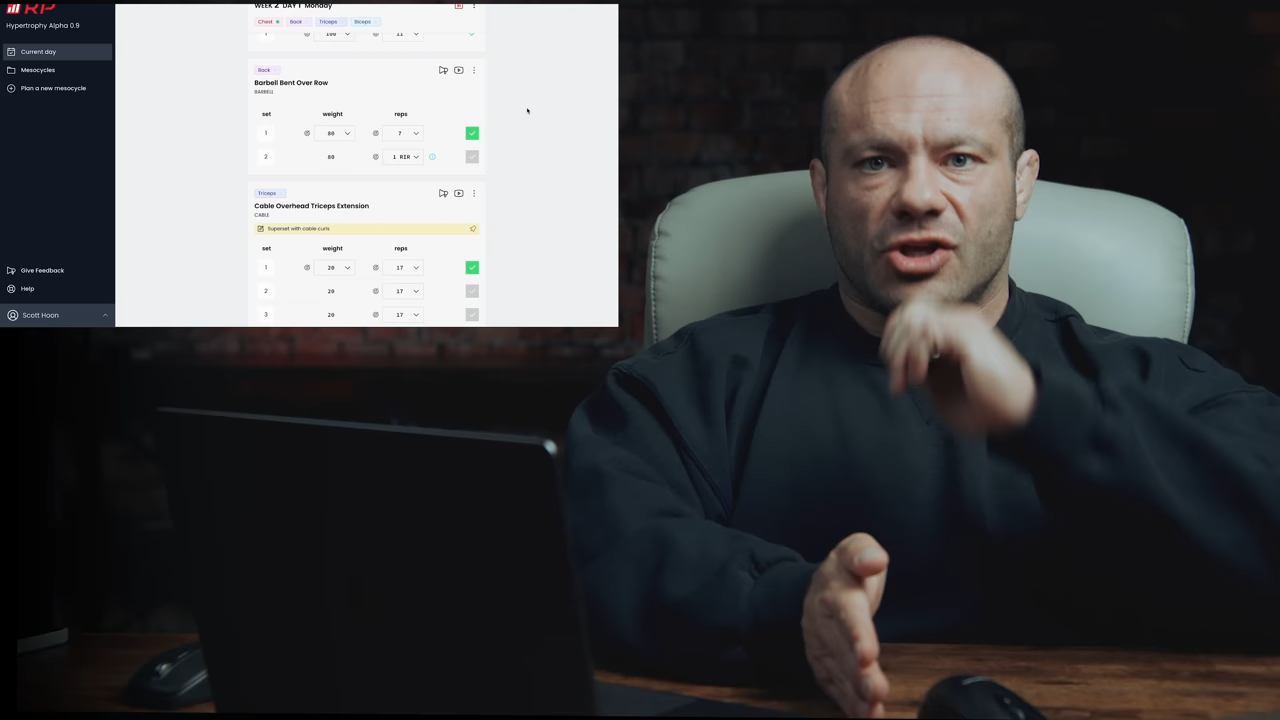 RP
Hypertrophy Alpha 0.9
Current day
Mesocycles
Plan a new mesocycle
Give Feedback
Help
Scott Hoon
WEEK 2 DAY 1 Monday
Chest Back Triceps Biceps
1 100 11
Back
Barbell Bent Over Row
BARBELL
set weight reps
1 80 7
2 80 1 RIR
Triceps
Cable Overhead Triceps Extension
CABLE
Superset with cable curls
set weight reps
1 20 17
2 20 17
3 20 17